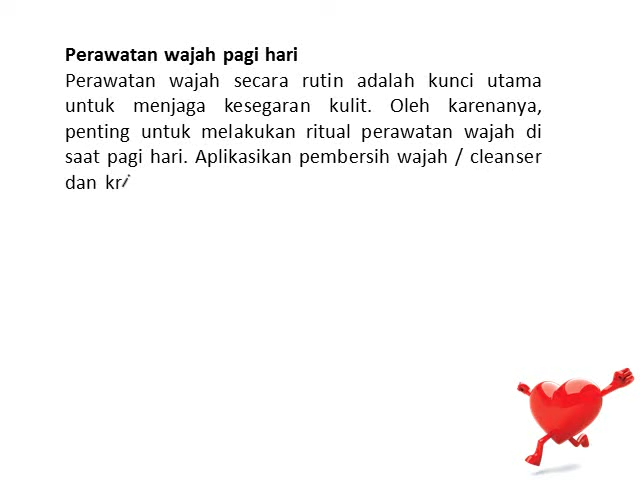 Perawatan wajah pagi hari
Perawatan wajah secara rutin adalah kunci utama
untuk menjaga kesegaran kulit. Oleh karenanya,
penting untuk melakukan ritual perawatan wajah di
saat pagi hari. Aplikasikan pembersih wajah / cleanser
dan kr